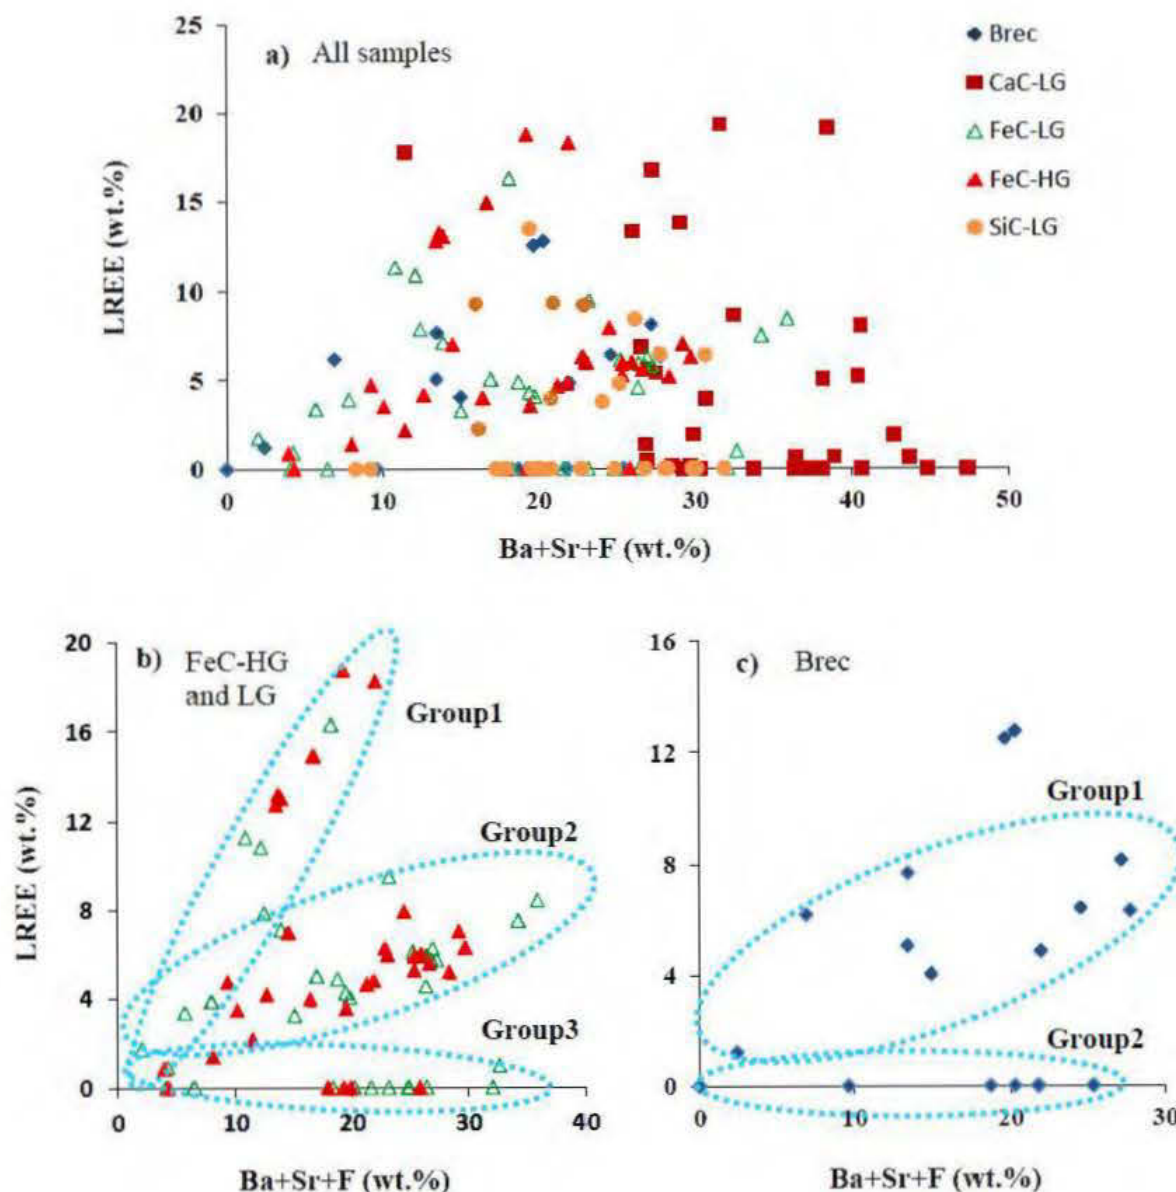 a) All samples
25
20
15
10
5
0
LREE (wt.%)
0 10 20 30 40 50
Ba+Sr+F (wt.%)
Brec
CaC-LG
FeC-LG
FeC-HG
SiC-LG
b) FeC-HG
and LG
20
16
12
8
4
0
LREE (wt.%)
Group1
Group2
Group3
0 10 20 30 40
Ba+Sr+F (wt.%)
c) Brec
16
12
8
4
0
Group1
Group2
0 10 20 30
Ba+Sr+F (wt.%)